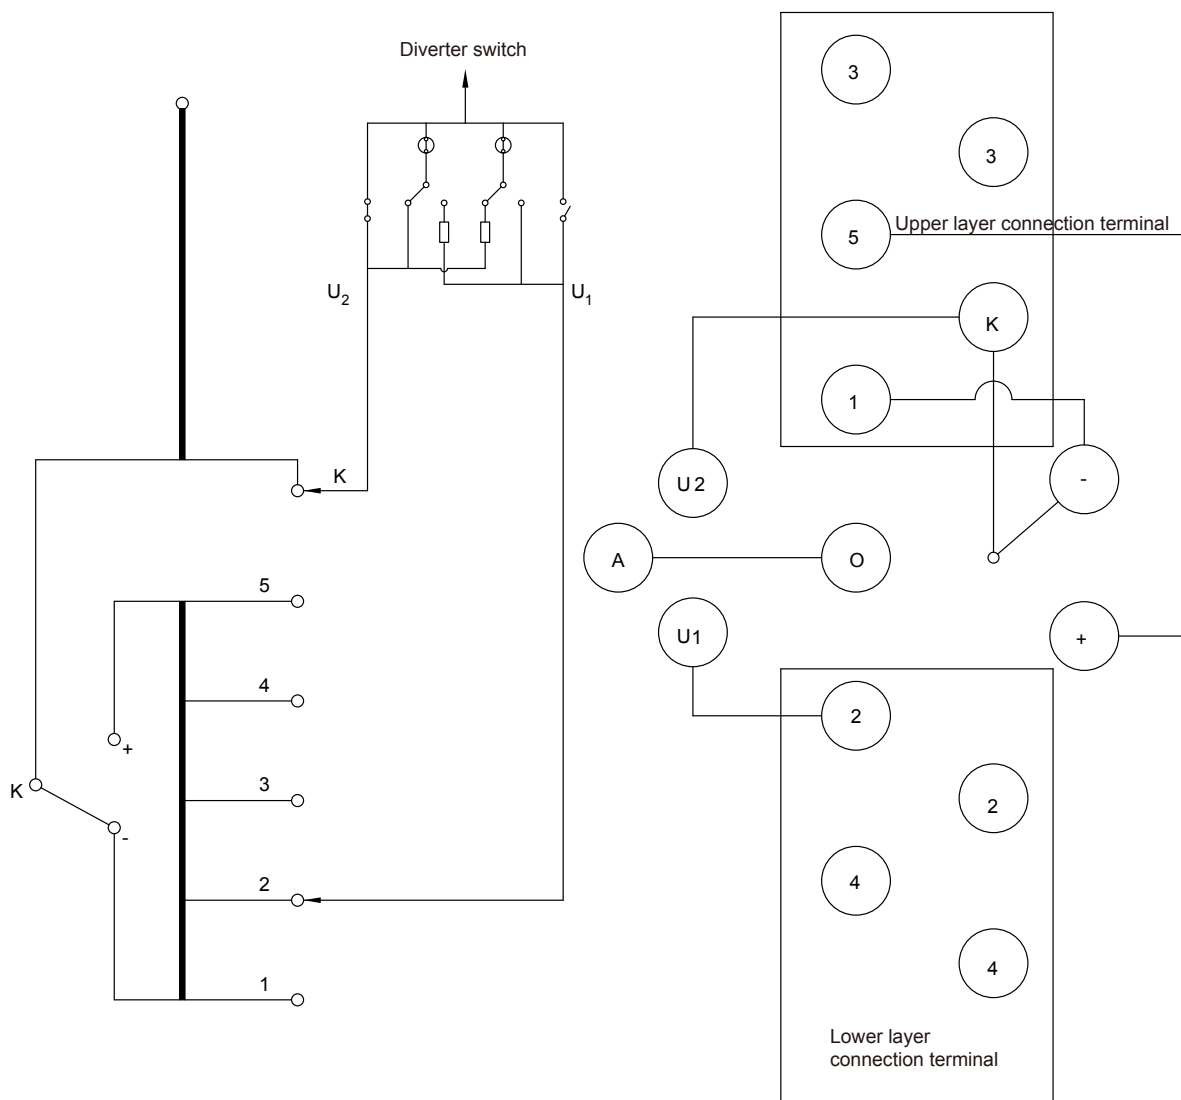 Diverter switch
U2
U1
K
5
4
+
3
K
-
2
1
3
3
5
Upper layer connection terminal
K
1
U2
-
A
O
U1
+
2
2
4
4
Lower layer
connection terminal